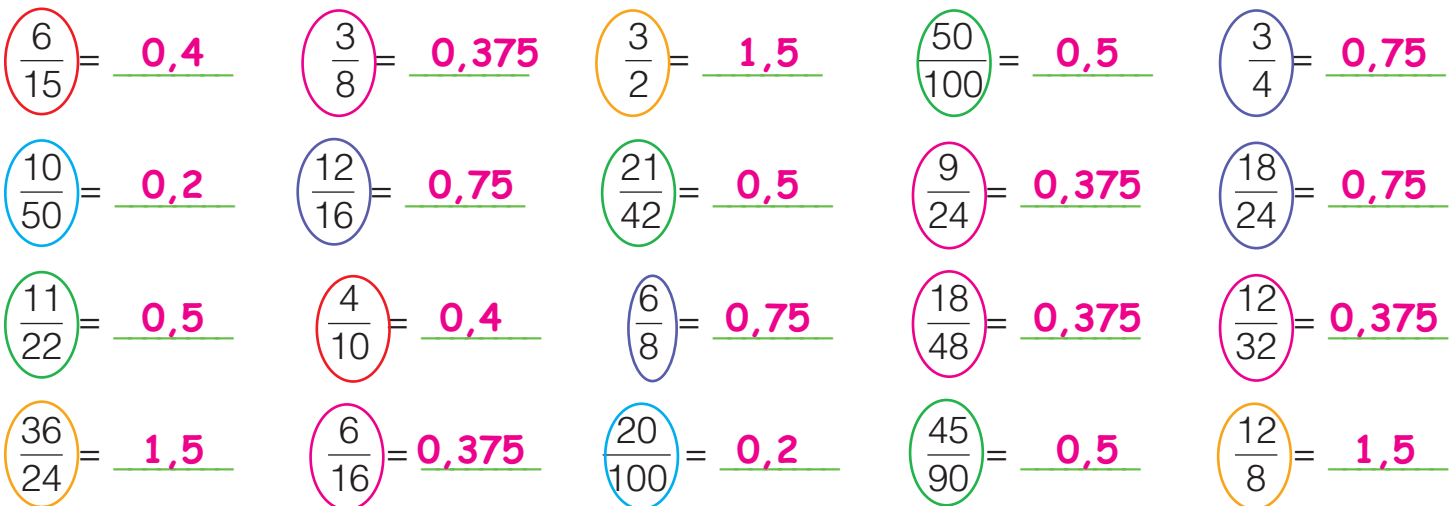 6/15 = 0,4 3/8 = 0,375 3/2 = 1,5 50/100 = 0,5 3/4 = 0,75
10/50 = 0,2 12/16 = 0,75 21/42 = 0,5 9/24 = 0,375 18/24 = 0,75
11/22 = 0,5 4/10 = 0,4 6/8 = 0,75 18/48 = 0,375 12/32 = 0,375
36/24 = 1,5 6/16 = 0,375 20/100 = 0,2 45/90 = 0,5 12/8 = 1,5